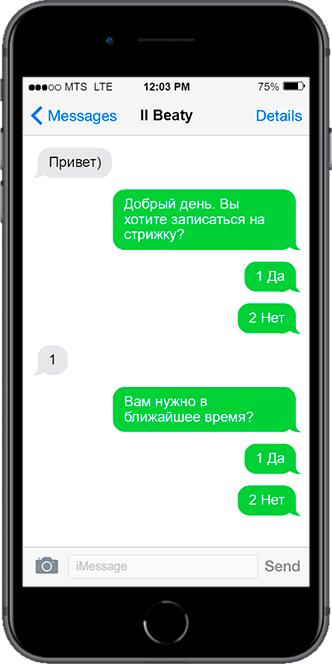 MTS LTE 12:03 PM 75%
Messages II Beaty Details
Привет)
Добрый день. Вы
хотите записаться на
стрижку?
1 Да
2 Нет
1
Вам нужно в
ближайшее время?
1 Да
2 Нет
iMessage Send